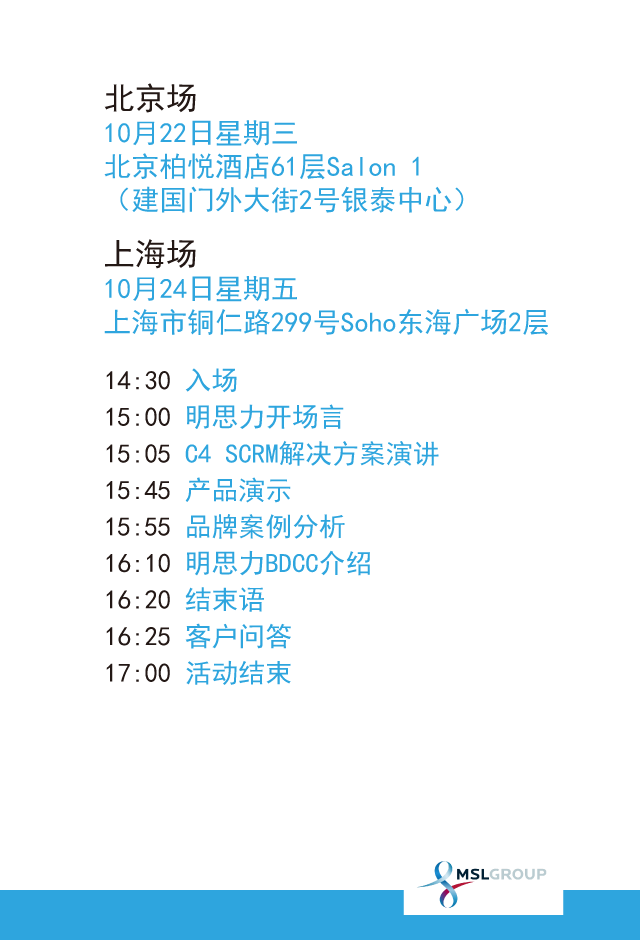 北京场
10月22日星期三
北京柏悦酒店61层Salon 1
（建国门外大街2号银泰中心）
上海场
10月24日星期五
上海市铜仁路299号Soho东海广场2层
14:30 入场
15:00 明思力开场言
15:05 C4 SCRM解决方案演讲
15:45 产品演示
15:55 品牌案例分析
16:10 明思力BDCC介绍
16:20 结束语
16:25 客户问答
17:00 活动结束
MSLGROUP